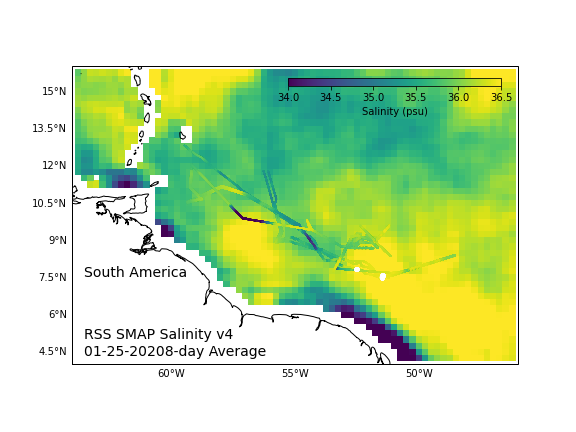 34.0 34.5 35.0 35.5 36.0 36.5
Salinity (psu)
15°N
13.5°N
12°N
10.5°N
9°N
7.5°N
6°N
4.5°N
South America
RSS SMAP Salinity v4
01-25-20208-day Average
60°W 55°W 50°W